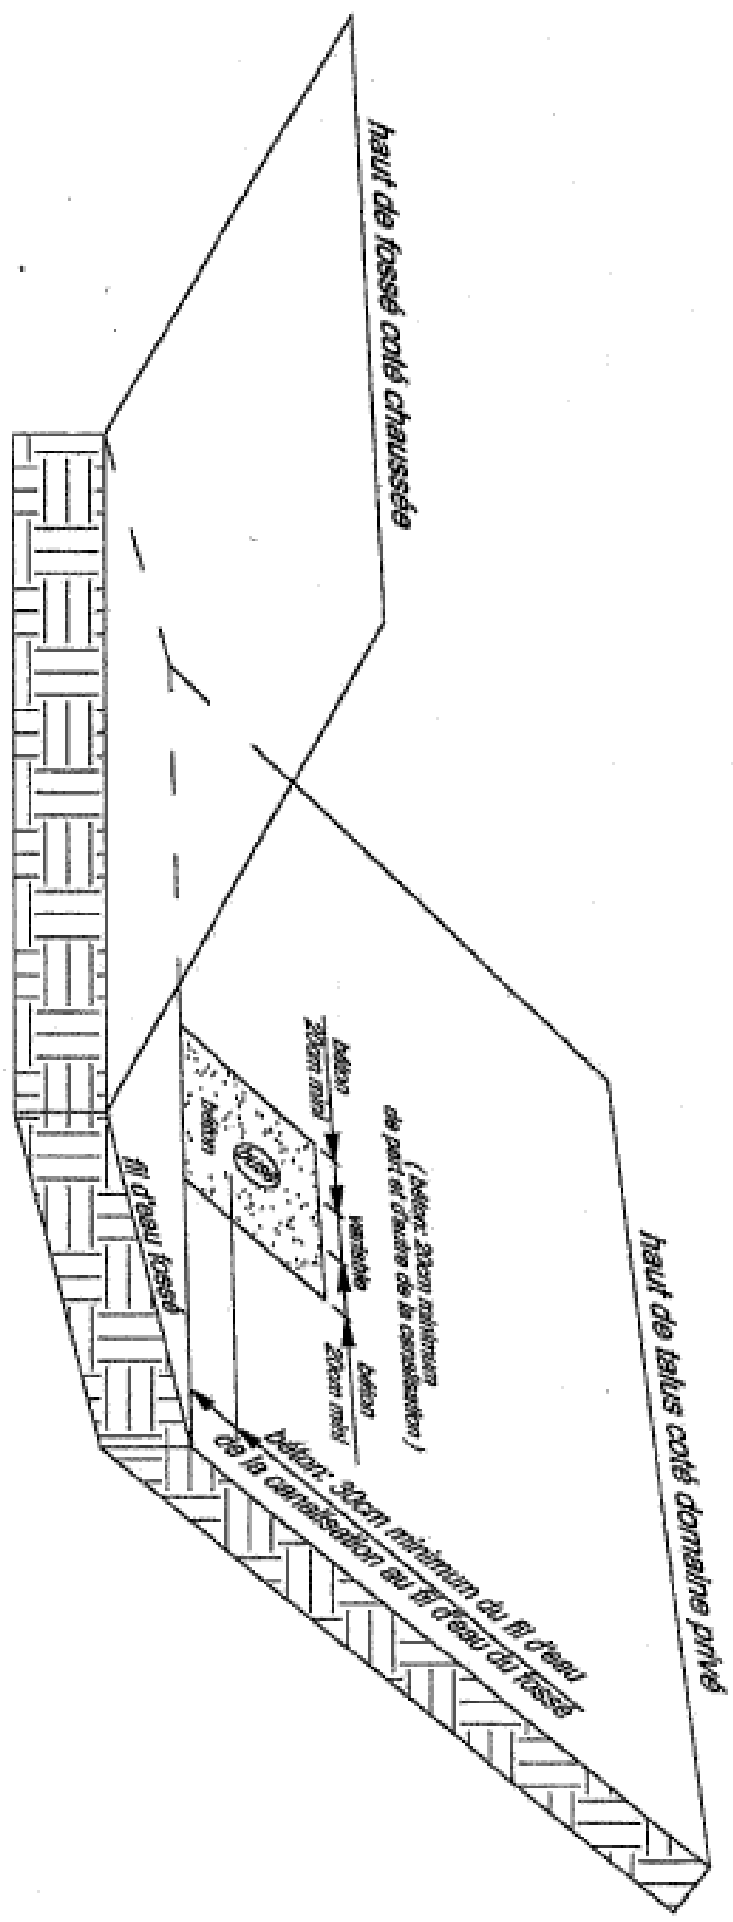 haut de fossé coté chaussée
haut de talus coté domaine privé
( béton: 20cm minimum
de part et d'autre de la canalisation )
béton
20cm mini
variable
béton
20cm mini
béton
fil d'eau fossé
béton: 30cm minimum du fil d'eau
de la canalisation au fil d'eau du fossé